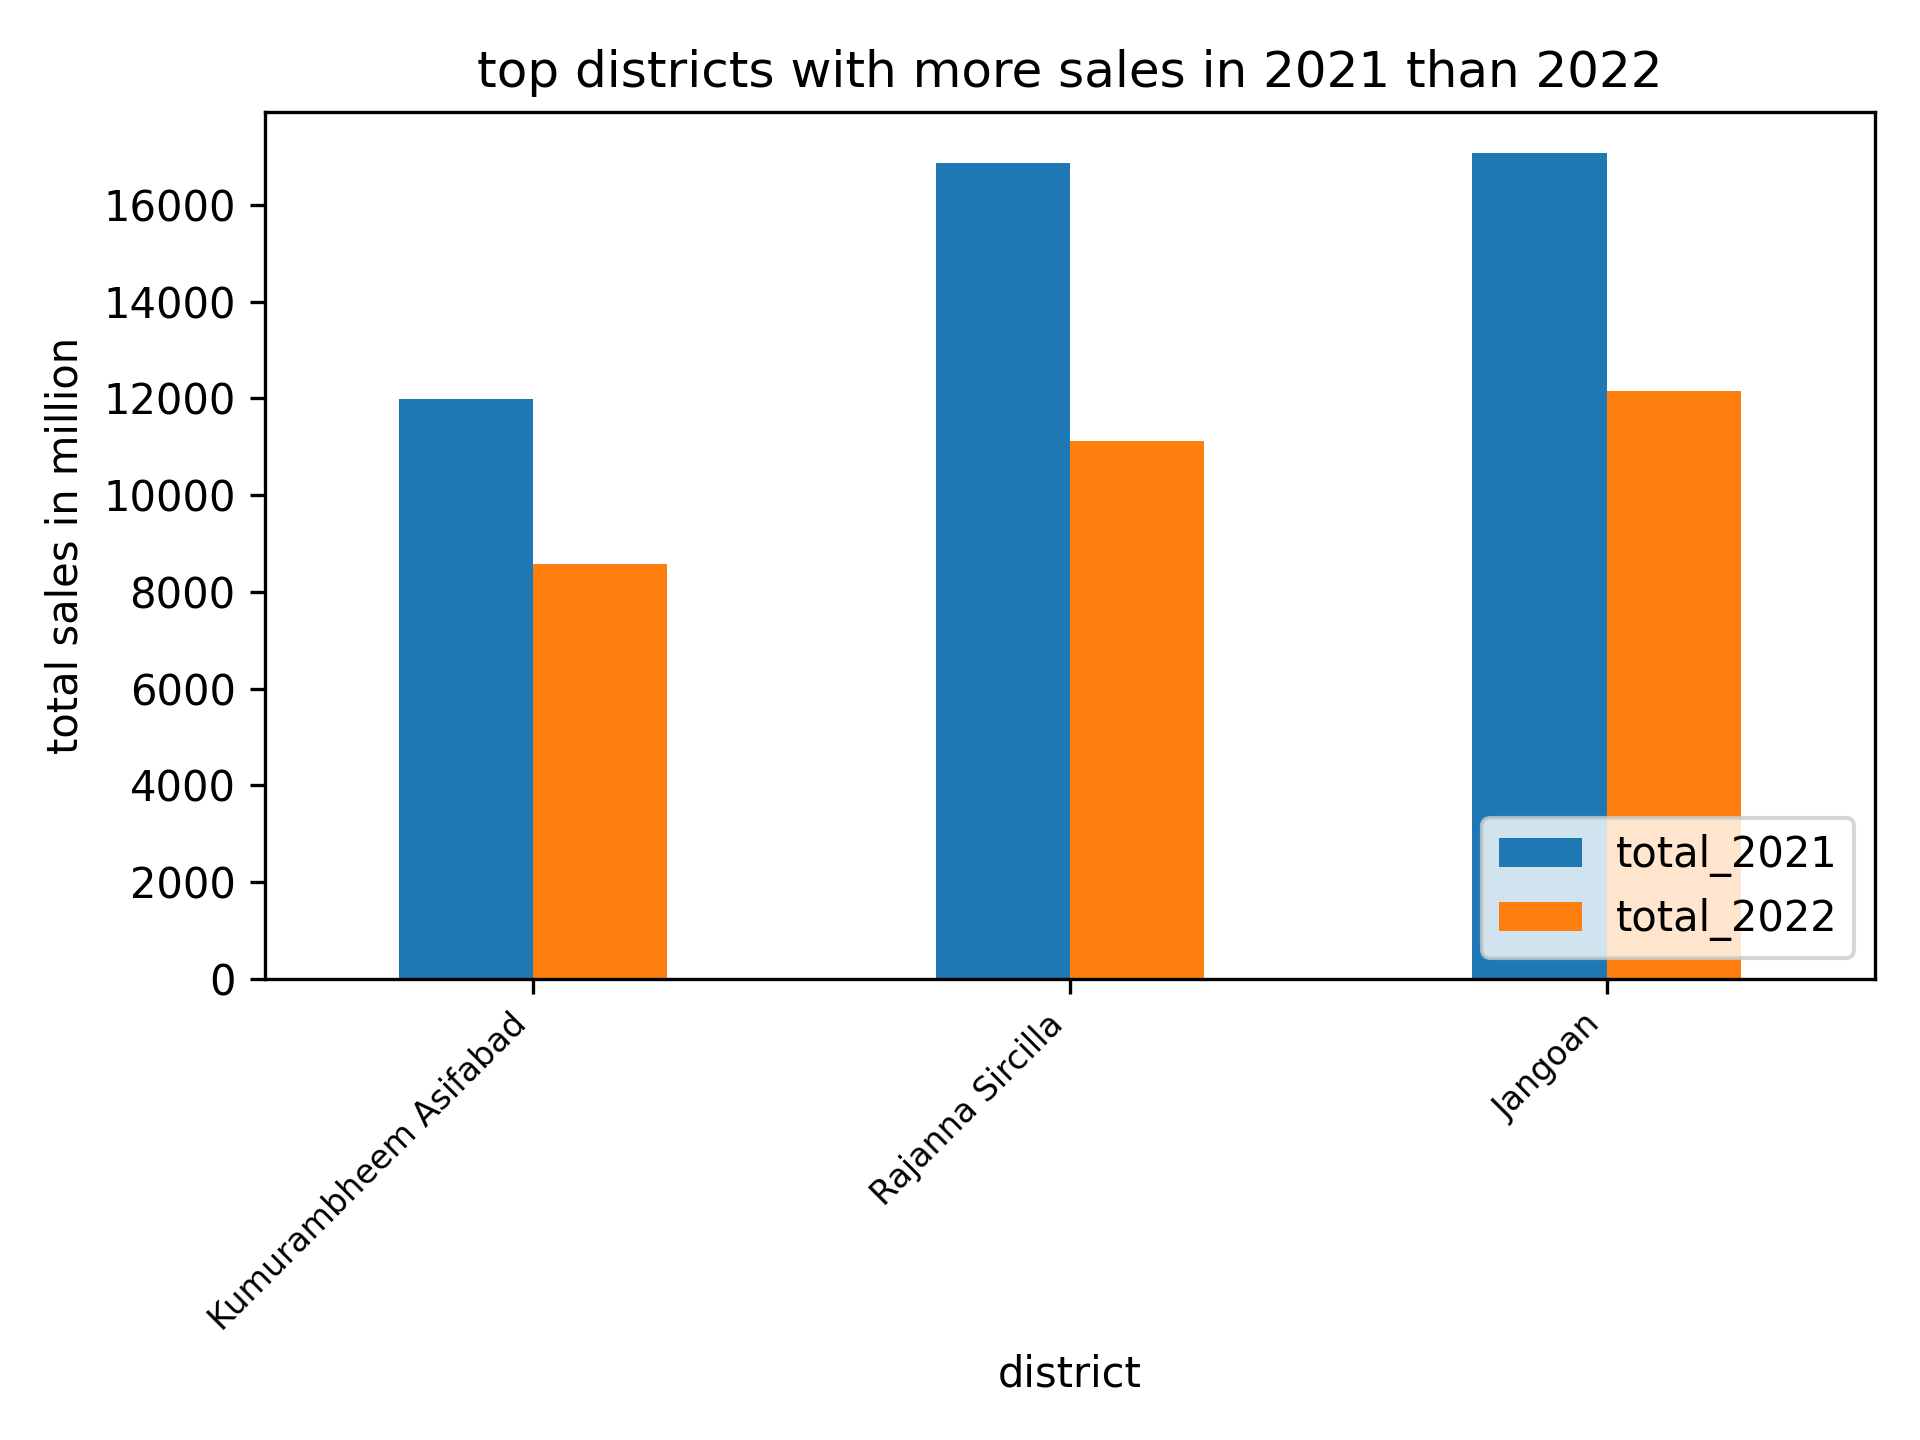 top districts with more sales in 2021 than 2022
total sales in million
16000
14000
12000
10000
8000
6000
4000
2000
0
total_2021
total_2022
Kumurambheem Asifabad
Rajanna Sircilla
Jangoan
district